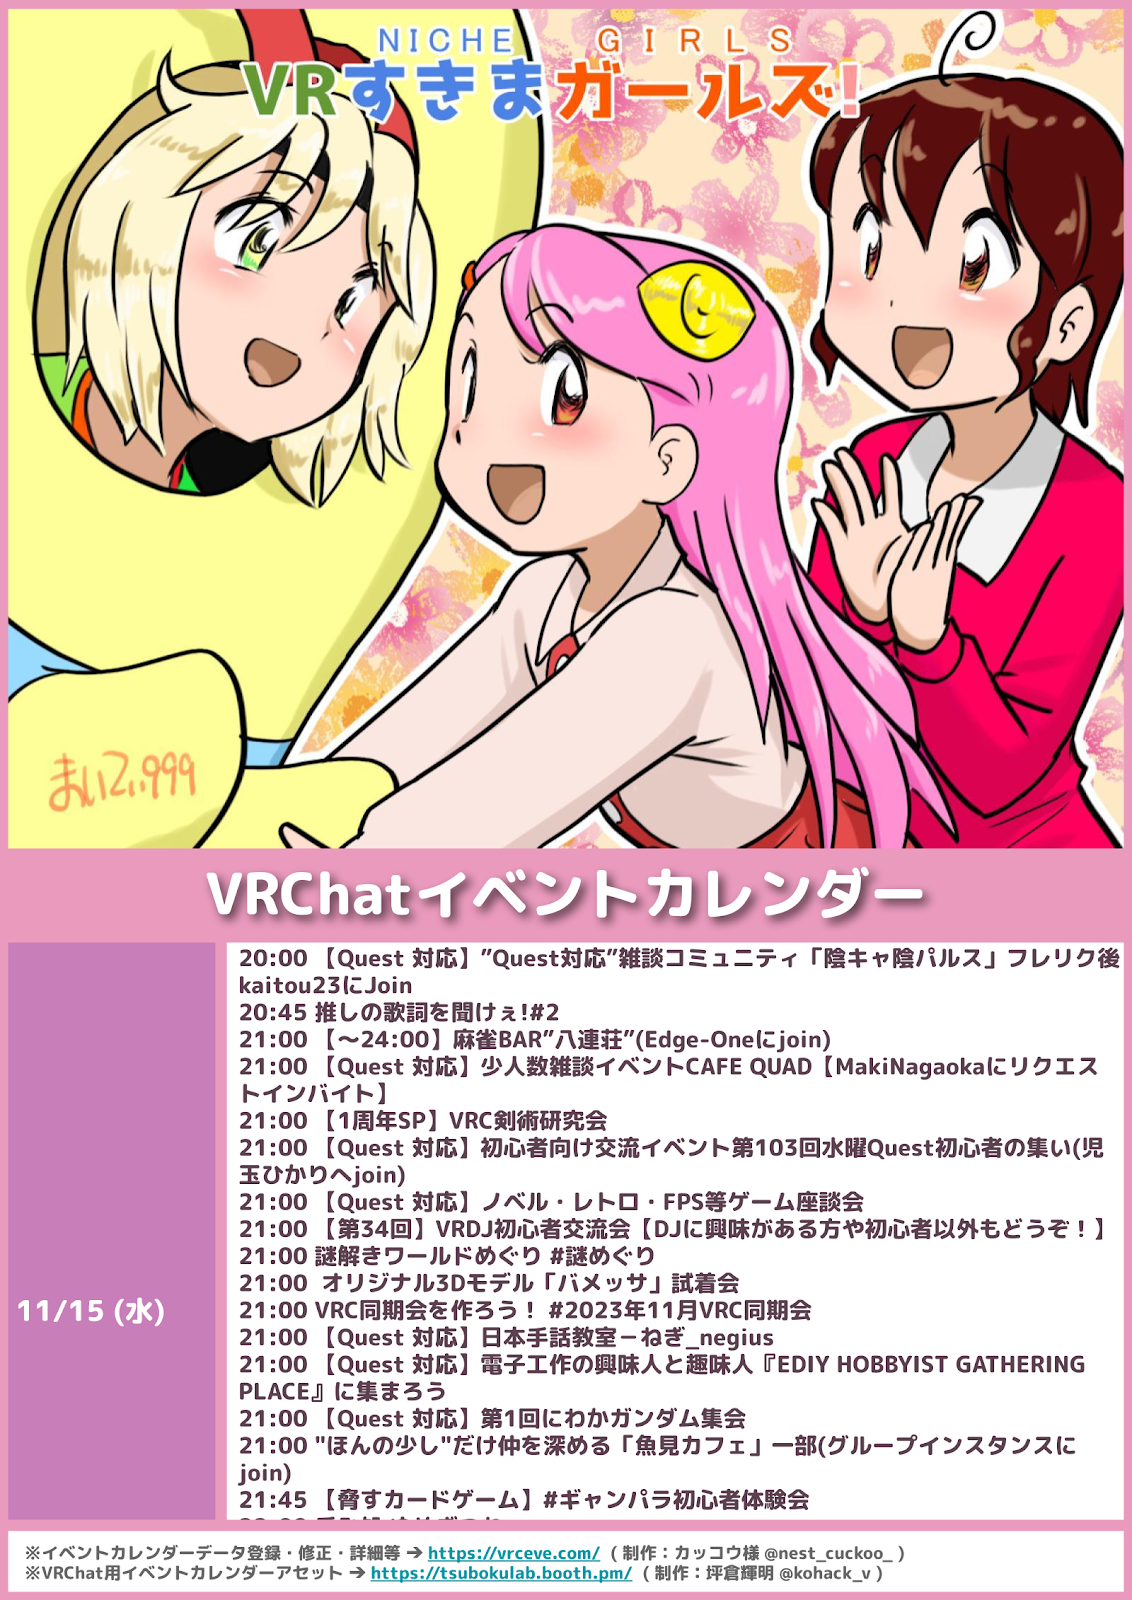 NICHE GIRLS
VRすきまガールズ!
まいてい999
VRChatイベントカレンダー
11/15 (水)
20:00 【Quest 対応】”Quest対応”雑談コミュニティ「陰キャ陰パルス」フレリク後
kaitou23にJoin
20:45 推しの歌詞を聞けぇ!#2
21:00 【～24:00】麻雀BAR”八連荘”(Edge-Oneにjoin)
21:00 【Quest 対応】少人数雑談イベントCAFE QUAD【MakiNagaokaにリクエス
トインバイト】
21:00 【1周年SP】VRC剣術研究会
21:00 【Quest 対応】初心者向け交流イベント第103回水曜Quest初心者の集い(児
玉ひかりへjoin)
21:00 【Quest 対応】ノベル・レトロ・FPS等ゲーム座談会
21:00 【第34回】VRDJ初心者交流会【DJに興味がある方や初心者以外もどうぞ！】
21:00 謎解きワールドめぐり #謎めぐり
21:00  オリジナル3Dモデル「バメッサ」試着会
21:00 VRC同期会を作ろう！ #2023年11月VRC同期会
21:00 【Quest 対応】日本手話教室－ねぎ_negius
21:00 【Quest 対応】電子工作の興味人と趣味人『EDIY HOBBYIST GATHERING
PLACE』に集まろう
21:00 【Quest 対応】第1回にわかガンダム集会
21:00 "ほんの少し"だけ仲を深める「魚見カフェ」一部(グループインスタンスに
join)
21:45 【脅すカードゲーム】#ギャンパラ初心者体験会
※イベントカレンダーデータ登録・修正・詳細等 → https://vrceve.com/ ( 制作：カッコウ様 @nest_cuckoo_ )
※VRChat用イベントカレンダーアセット → https://tsubokulab.booth.pm/ ( 制作：坪倉輝明 @kohack_v )